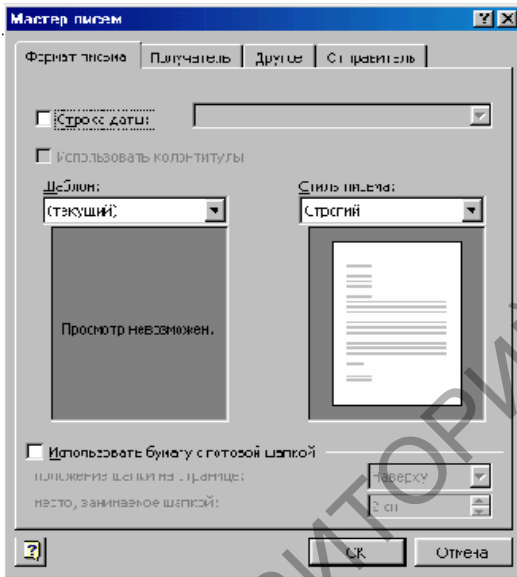 Мастер писем
Формат письма Получатель Другое Отправитель
Строка даты:
Использовать колонтитулы
Шаблон: Стиль письма:
(текущий) Строгий
Просмотр невозможен.
Использовать бумагу с готовой шапкой
положение шапки на странице: Наверху
место, занимаемое шапкой: 2 см
ОК Отмена